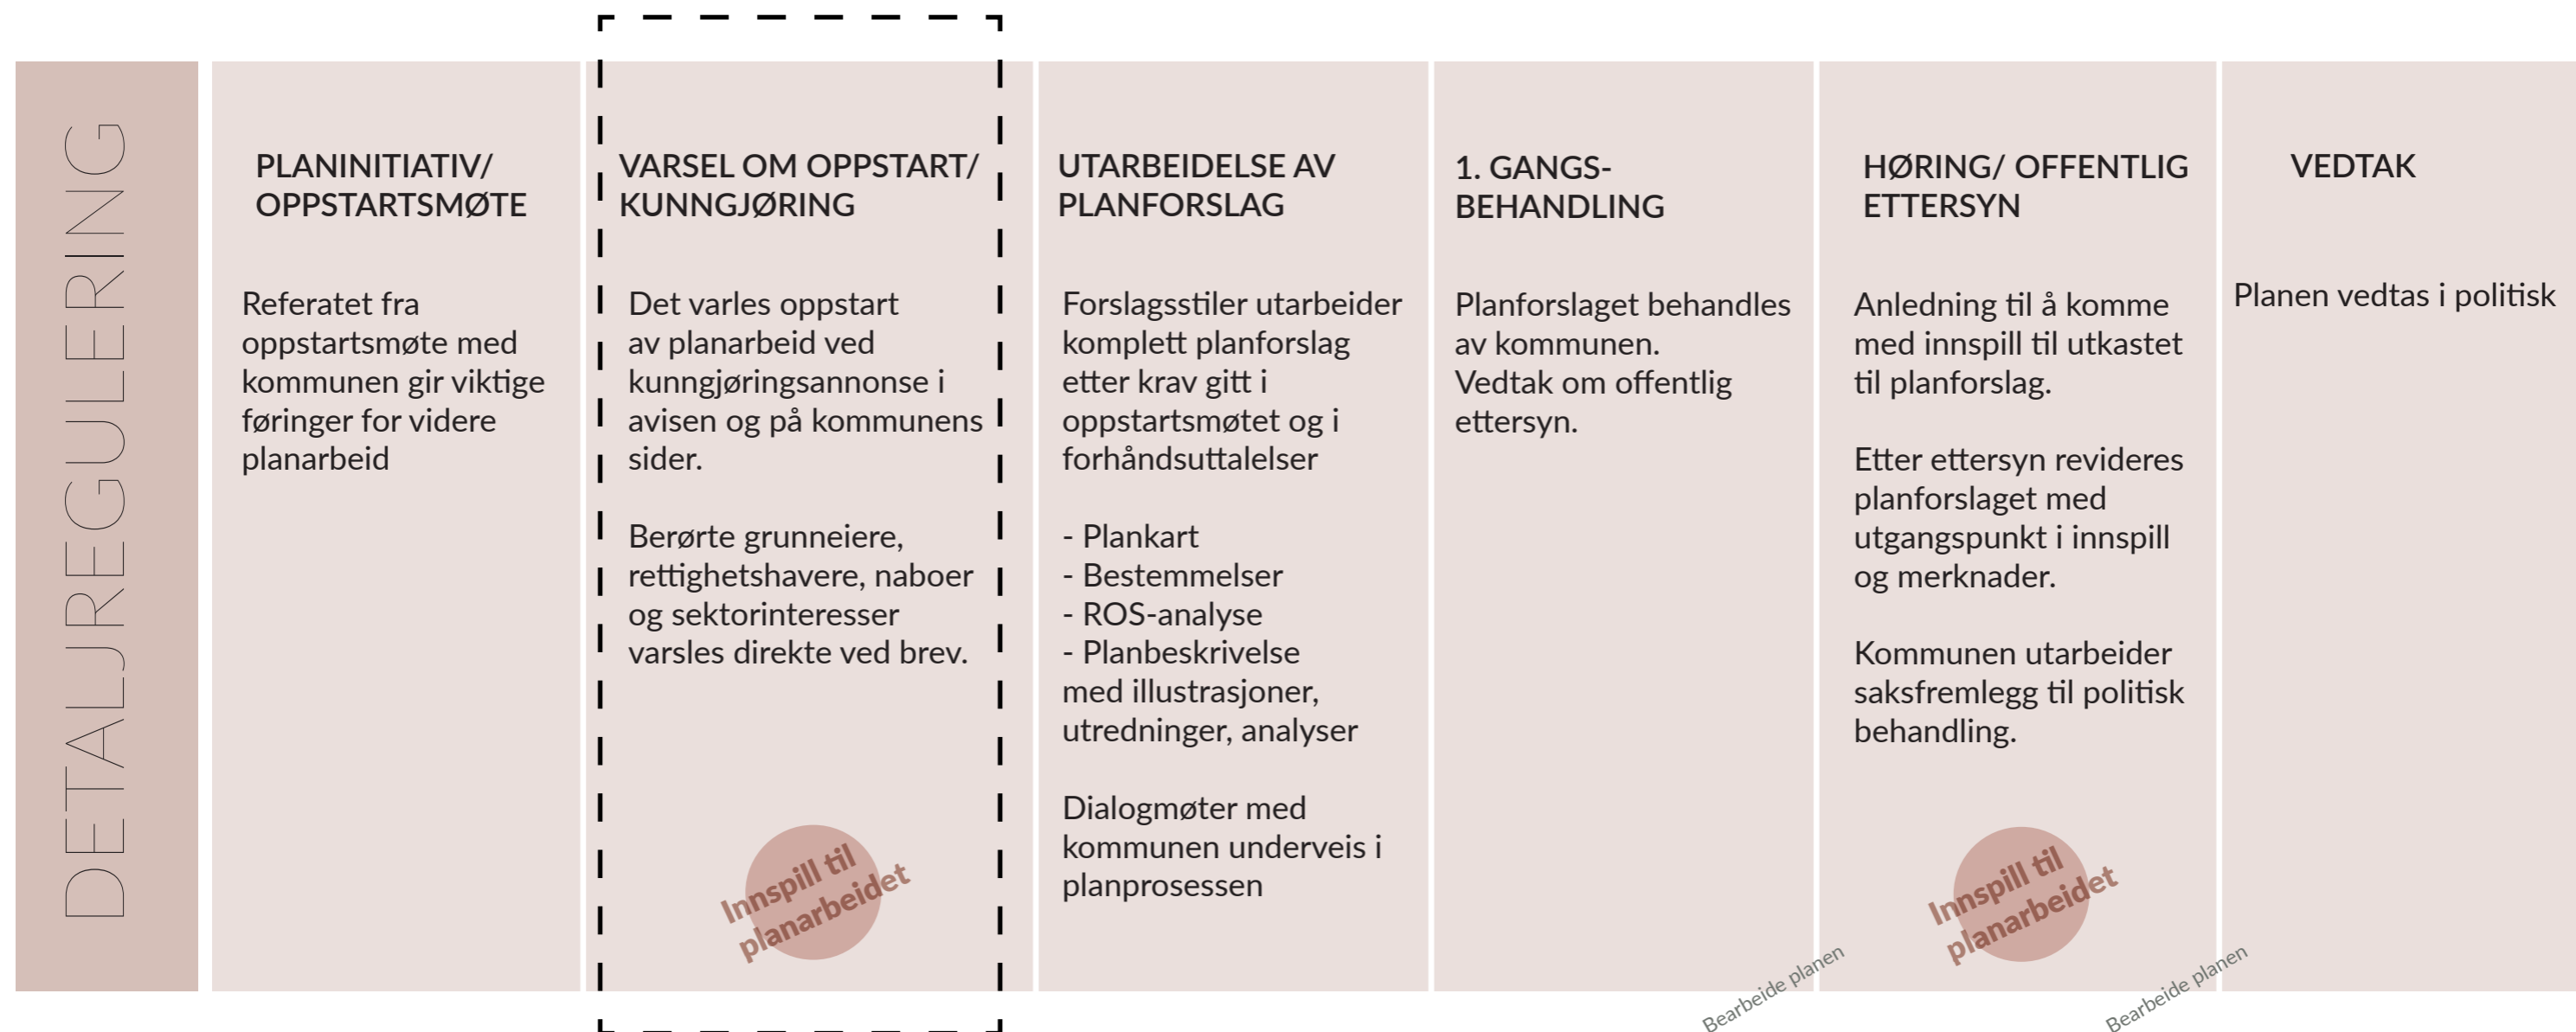 DETALJREGULERING
PLANINITIATIV/
OPPSTARTSMØTE
Referatet fra
oppstartsmøte med
kommunen gir viktige
føringer for videre
planarbeid
VARSEL OM OPPSTART/
KUNNGJØRING
Det varles oppstart
av planarbeid ved
kunngjøringsannonse i
avisen og på kommunens
sider.
Berørte grunneiere,
rettighetshavere, naboer
og sektorinteresser
varsles direkte ved brev.
Innspill til
planarbeidet
UTARBEIDELSE AV
PLANFORSLAG
Forslagsstiler utarbeider
komplett planforslag
etter krav gitt i
oppstartsmøtet og i
forhåndsuttalelser
- Plankart
- Bestemmelser
- ROS-analyse
- Planbeskrivelse
med illustrasjoner,
utredninger, analyser
Dialogmøter med
kommunen underveis i
planprosessen
1. GANGS-
BEHANDLING
Planforslaget behandles
av kommunen.
Vedtak om offentlig
ettersyn.
Bearbeide planen
HØRING/ OFFENTLIG
ETTERSYN
Anledning til å komme
med innspill til utkastet
til planforslag.
Etter ettersyn revideres
planforslaget med
utgangspunkt i innspill
og merknader.
Kommunen utarbeider
saksfremlegg til politisk
behandling.
Innspill til
planarbeidet
Bearbeide planen
VEDTAK
Planen vedtas i politisk